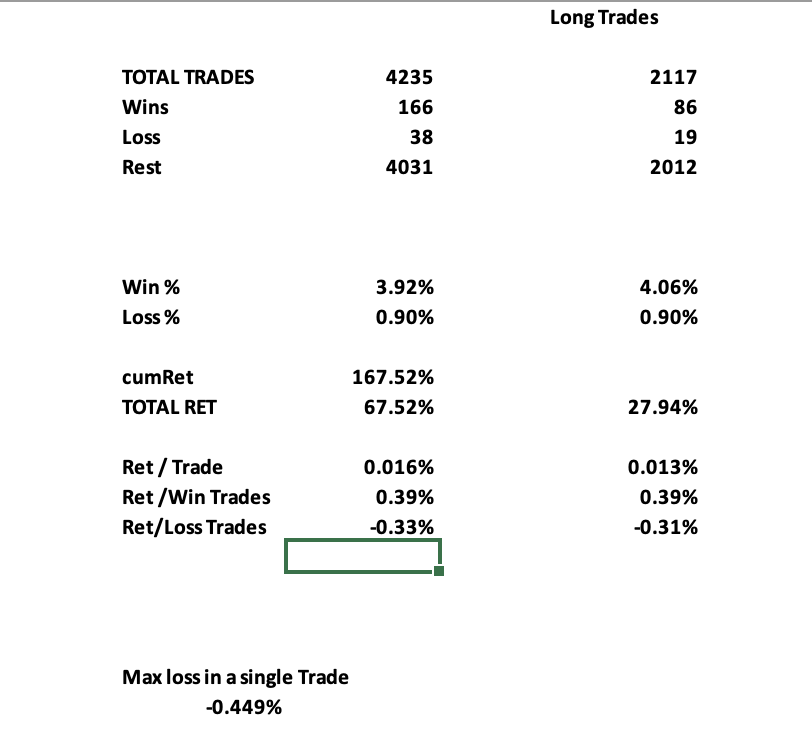 Long Trades
TOTAL TRADES 4235 2117
Wins 166 86
Loss 38 19
Rest 4031 2012
Win % 3.92% 4.06%
Loss % 0.90% 0.90%
cumRet 167.52%
TOTAL RET 67.52% 27.94%
Ret / Trade 0.016% 0.013%
Ret /Win Trades 0.39% 0.39%
Ret/Loss Trades -0.33% -0.31%
Max loss in a single Trade
-0.449%